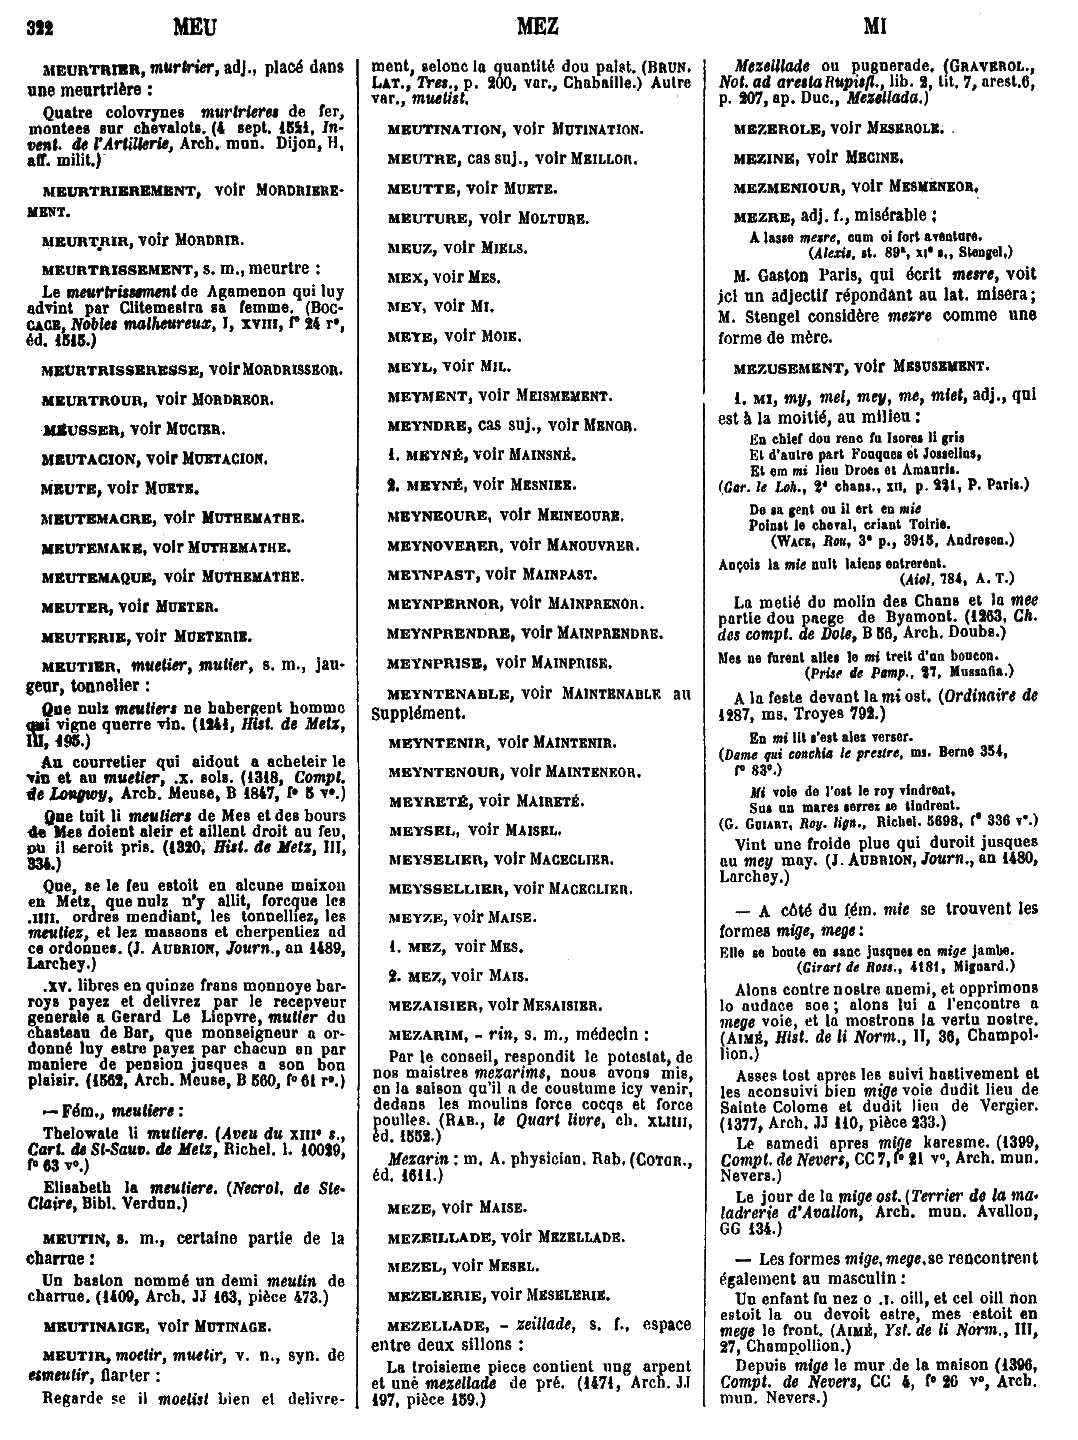 322 MEU MEZ MI
MEURTRIER, murtrier, adj., placé dans
une meurtrière :
Quatre colovrynes murtrieres de fer,
montees sur chevalots. (4 sept. 1521, In-
vent. de l'Artillerie, Arch. mun. Dijon, H,
aff. milit.)
MEURTRIEREMENT, voir MORDRIERE-
MENT.
MEURTRIR, voir MORDRIR.
MEURTRISSEMENT, s. m., meurtre :
Le meurtrissement de Agamenon qui luy
advint par Clitemestra sa femme. (BOC-
CACE, Nobles malheureux, I, XVIII, f° 24 r°,
éd. 1515.)
MEURTRISSERESSE, voir MORDRISSEOR.
MEURTROUR, voir MORDREOR.
MEUSSER, voir MUCIER.
MEUTACION, voir MUETACION.
MEUTE, voir MUETE.
MEUTEMACRE, voir MUTHEMATHE.
MEUTEMAKE, voir MUTHEMATHE.
MEUTEMAQUE, voir MUTHEMATHE.
MEUTER, voir MUETER.
MEUTERIE, voir MUETERIE.
MEUTIER, muetier, mutier, s. m., jau-
geur, tonnelier :
Que nulz meutiers ne habergent homme
qui vigne querre vin. (1241, Hist. de Metz,
III, 195.)
Au courretier qui aidout a acheteir le
vin et au muetier, .x. sols. (1318, Compt.
de Longwy, Arch. Meuse, B 1847, f° 5 v°.)
Que tuit li meutiers de Mes et des bours
de Mes doient aleir et aillent droit au feu,
ou il seroit pris. (1320, Hist. de Metz, III,
334.)
Que, se le feu estoit en alcune maixon
en Metz, que nulz n'y allit, forcque les
.IIII. ordres mendiant, les tonnelliez, les
meutiez, et lez massons et cherpentiez ad
ce ordonnes. (J. AUBRION, Journ., an 1489,
Larchey.)
.XV. libres en quinze frans monnoye bar-
roys payez et delivrez par le recepveur
generale a Gerard Le Liepvre, mutier du
chasteau de Bar, que monseigneur a or-
donné luy estre payez par chacun an par
maniere de pension jusques a son bon
plaisir. (1562, Arch. Meuse, B 560, f° 61 r°.)
— Fém., meutiere :
Thelowate li mutiere. (Aveu du XIII° s.,
Cart. de St-Sauv. de Metz, Richel. l. 10029,
f° 63 v°.)
Elisabeth la meutiere. (Necrol. de Ste-
Claire, Bibl. Verdun.)
MEUTIN, s. m., certaine partie de la
charrue :
Un baston nommé un demi meutin de
charrue. (1409, Arch. JJ 163, pièce 473.)
MEUTINAIGE, voir MUTINAGE.
MEUTIR, moetir, muetir, v. n., syn. de
esmeutir, flanter :
Regarde se il moetist bien et delivre-
ment, selonc la quantité dou palst. (BRUN.
LAT., Tres., p. 200, var., Chabaille.) Autre
var., muetist.
MEUTINATION, voir MUTINATION.
MEUTRE, cas suj., voir MEILLOR.
MEUTTE, voir MUETE.
MEUTURE, voir MOLTURE.
MEUZ, voir MIELS.
MEX, voir MES.
MEY, voir MI.
MEYE, voir MOIE.
MEYL, voir MIL.
MEYMENT, voir MEISMEMENT.
MEYNDRE, cas suj., voir MENOR.
1. MEYNÉ, voir MAINSNÉ.
2. MEYNÉ, voir MESNIEE.
MEYNEOURE, voir MEINEOURE.
MEYNOVERER, voir MANOUVRER.
MEYNPAST, voir MAINPAST.
MEYNPERNOR, voir MAINPRENOR.
MEYNPRENDRE, voir MAINPRENDRE.
MEYNPRISE, voir MAINPRISE.
MEYNTENABLE, voir MAINTENABLE au
Supplément.
MEYNTENIR, voir MAINTENIR.
MEYNTENOUR, voir MAINTENEOR.
MEYRETÉ, voir MAIRETÉ.
MEYSEL, voir MAISEL.
MEYSELIER, voir MACECLIER.
MEYSSELLIER, voir MACECLIER.
MEYZE, voir MAISE.
1. MEZ, voir MES.
2. MEZ, voir MAIS.
MEZAISIER, voir MESAISIER.
MEZARIM, - rin, s. m., médecin :
Par le conseil, respondit le potestat, de
nos maistres mezarims, nous avons mis,
en la saison qu'il a de coustume icy venir,
dedans les moulins force cocqs et force
poulles. (RAB., le Quart livre, ch. XLIIII,
éd. 1552.)
Mezarin : m. A. physician. Rab. (COTGR.,
éd. 1611.)
MEZE, voir MAISE.
MEZEILLADE, voir MEZELLADE.
MEZEL, voir MESEL.
MEZELERIE, voir MESELERIE.
MEZELLADE, - zeillade, s. f., espace
entre deux sillons :
La troisieme piece contient ung arpent
et une mezellade de pré. (1471, Arch. JJ
197, pièce 159.)
Mezelllade ou pugnerade. (GRAVEROL.,
Not. ad aresta Rupisfl., lib. 2, tit. 7, arest.6,
p. 207, ap. Duc., Mezellada.)
MEZEROLE, voir MESEROLE.
MEZINE, voir MECINE.
MEZMENIOUR, voir MESMENEOR.
MEZRE, adj. f., misérable :
A lasse mezre, cum oi fort aventure.
(Alexis, st. 89ª, XI° s., Stengel.)
M. Gaston Paris, qui écrit mesre, voit
ici un adjectif répondant au lat. misera ;
M. Stengel considère mezre comme une
forme de mère.
MEZUSEMENT, voir MESUSEMENT.
1. MI, my, mei, mey, me, miet, adj., qui
est à la moitié, au milieu :
En chief dou renc fu Isores li gris
Et d'autre part Fouques et Jossellns,
Et em mi lieu Droes et Amauris.
(Gar. le Loh., 2° chans., XII, p. 221, P. Paris.)
De sa gent ou il ert en mie
Poinst le cheval, criant Toirie.
(WACE, Rou, 3° p., 3915, Andresen.)
Ançois la mie nuit laiens entrerent.
(Aiol, 784, A. T.)
La metié du molin des Chans et la mee
partie dou paege de Byamont. (1263, Ch.
des compt. de Dole, B 56, Arch. Doubs.)
Mes ne furent alles le mi treit d'un boucon.
(Prise de Pamp., 27, Mussafia.)
A la feste devant la mi ost. (Ordinaire de
1287, ms. Troyes 792.)
En mi lit s'est alez verser.
(Dame qui conchia le prestre, ms. Berne 354,
f° 83°.)
Mi voie de l'ost le roy vindrent,
Sus un mares serrez se tindrent.
(G. GUIART, Roy. lign., Richel. 5698, f° 336 v°.)
Vint une froide plue qui duroit jusques
au mey may. (J. AUBRION, Journ., an 1480,
Larchey.)
— A côté du fém. mie se trouvent les
formes mige, mege :
Elle se boute en sanc jusques en mige jambe.
(Girart de Ross., 4181, Mignard.)
Alons contre nostre anemi, et opprimons
lo audace soe ; alons lui a l'encontre a
mege voie, et la mostrons la vertu nostre.
(AIMÉ, Hist. de li Norm., II, 36, Champol-
lion.)
Asses tost apres les suivi hastivement et
les aconsuivi bien mige voie dudit lieu de
Sainte Colome et dudit lieu de Vergier.
(1377, Arch. JJ 110, pièce 233.)
Le samedi apres mige karesme. (1399,
Compt. de Nevers, CC 7, f° 21 v°, Arch. mun.
Nevers.)
Le jour de la mige ost. (Terrier de la ma-
ladrerie d'Avallon, Arch. mun. Avallon,
GG 134.)
— Les formes mige, mege, se rencontrent
également au masculin :
Un enfant fu nez o .I. oill, et cel oill non
estoit la ou devoit estre, mes estoit en
mege le front. (AIMÉ, Yst. de li Norm., III,
27, Champollion.)
Depuis mige le mur de la maison (1396,
Compt. de Nevers, CC 4, f° 26 v°, Arch.
mun. Nevers.)